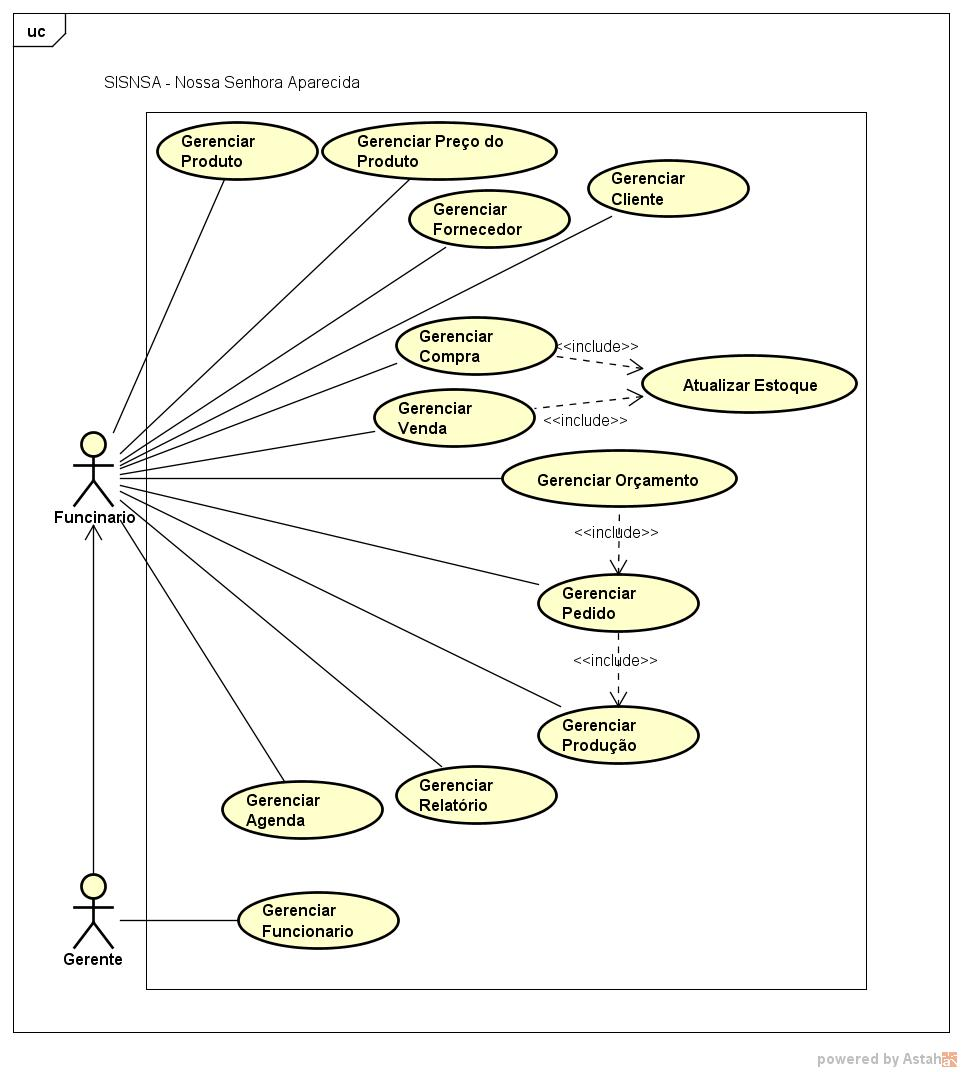 uc
SISNSA - Nossa Senhora Aparecida
Gerenciar
Produto
Gerenciar Preço do
Produto
Gerenciar
Cliente
Gerenciar
Fornecedor
Gerenciar
Compra
<<include>>
Atualizar Estoque
Gerenciar
Venda
<<include>>
Gerenciar Orçamento
Funcinario
<<include>>
Gerenciar
Pedido
<<include>>
Gerenciar
Produção
Gerenciar
Relatório
Gerenciar
Agenda
Gerenciar
Funcionario
Gerente
powered by Astah